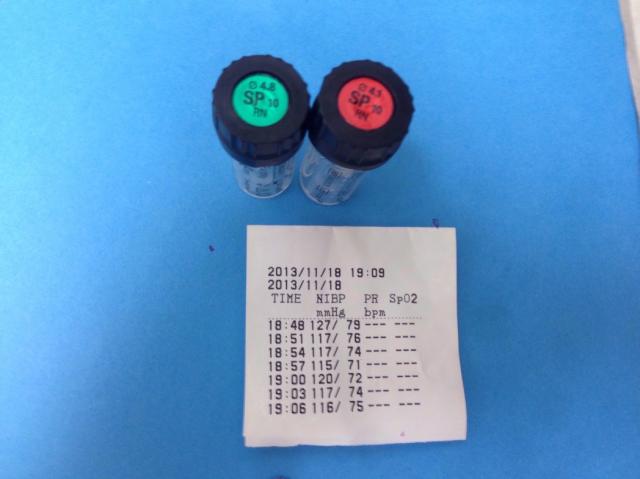 Ø 4.8
SP 10
RN
Ø 4.5
SP 10
RN
2013/11/18 19:09
2013/11/18
TIME NIBP PR SpO2
mmHg bpm
18:48 127/ 79 --- ---
18:51 117/ 76 --- ---
18:54 117/ 74 --- ---
18:57 115/ 71 --- ---
19:00 120/ 72 --- ---
19:03 117/ 74 --- ---
19:06 116/ 75 --- ---